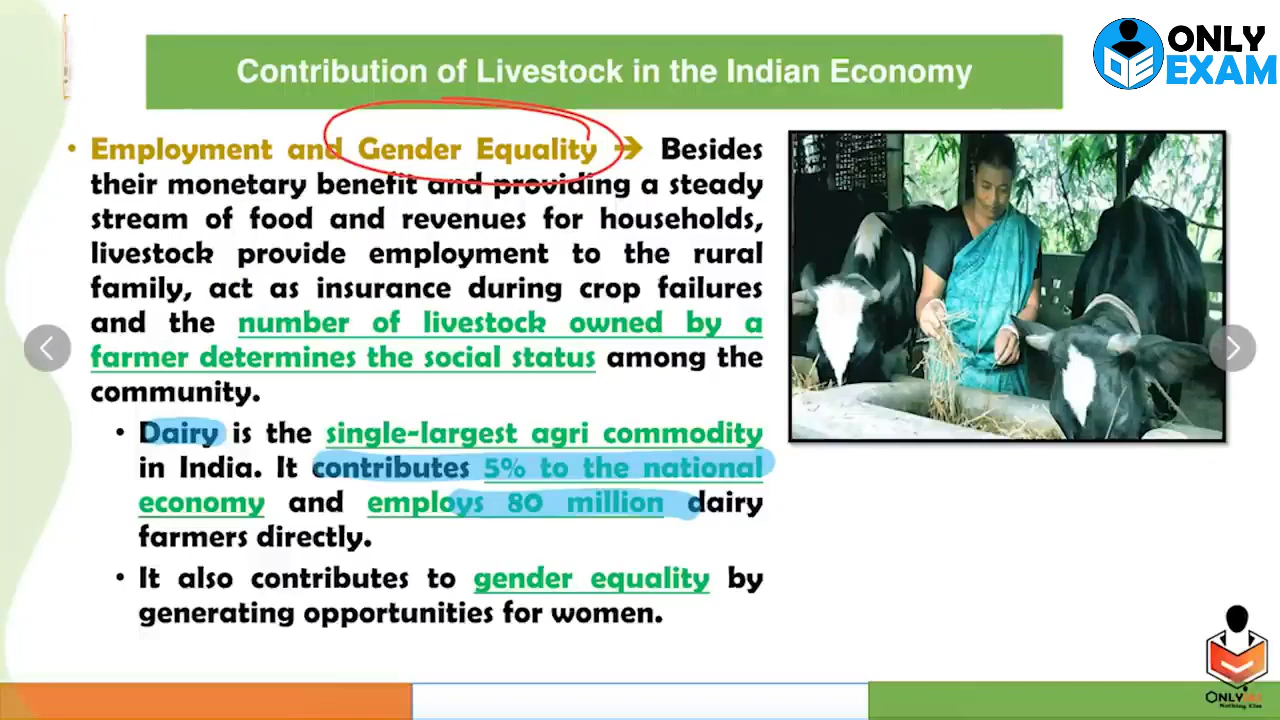 ONLY
EXAM
Contribution of Livestock in the Indian Economy
• Employment and Gender Equality → Besides
their monetary benefit and providing a steady
stream of food and revenues for households,
livestock provide employment to the rural
family, act as insurance during crop failures
and the number of livestock owned by a
farmer determines the social status among the
community.
• Dairy is the single-largest agri commodity
in India. It contributes 5% to the national
economy and employs 80 million dairy
farmers directly.
• It also contributes to gender equality by
generating opportunities for women.
Nothing Else